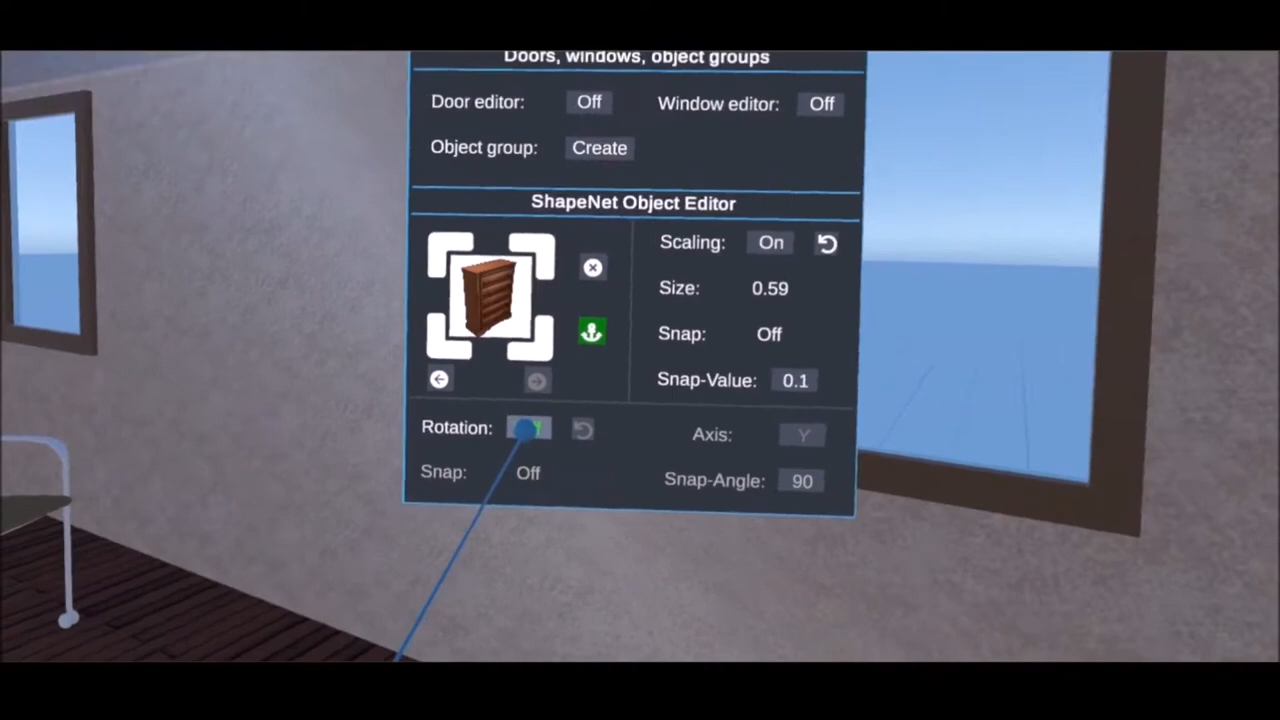 Doors, windows, object groups
Door editor: Off Window editor: Off
Object group: Create
ShapeNet Object Editor
Scaling: On
Size: 0.59
Snap: Off
Snap-Value: 0.1
Rotation: Axis: Y
Snap: Off Snap-Angle: 90